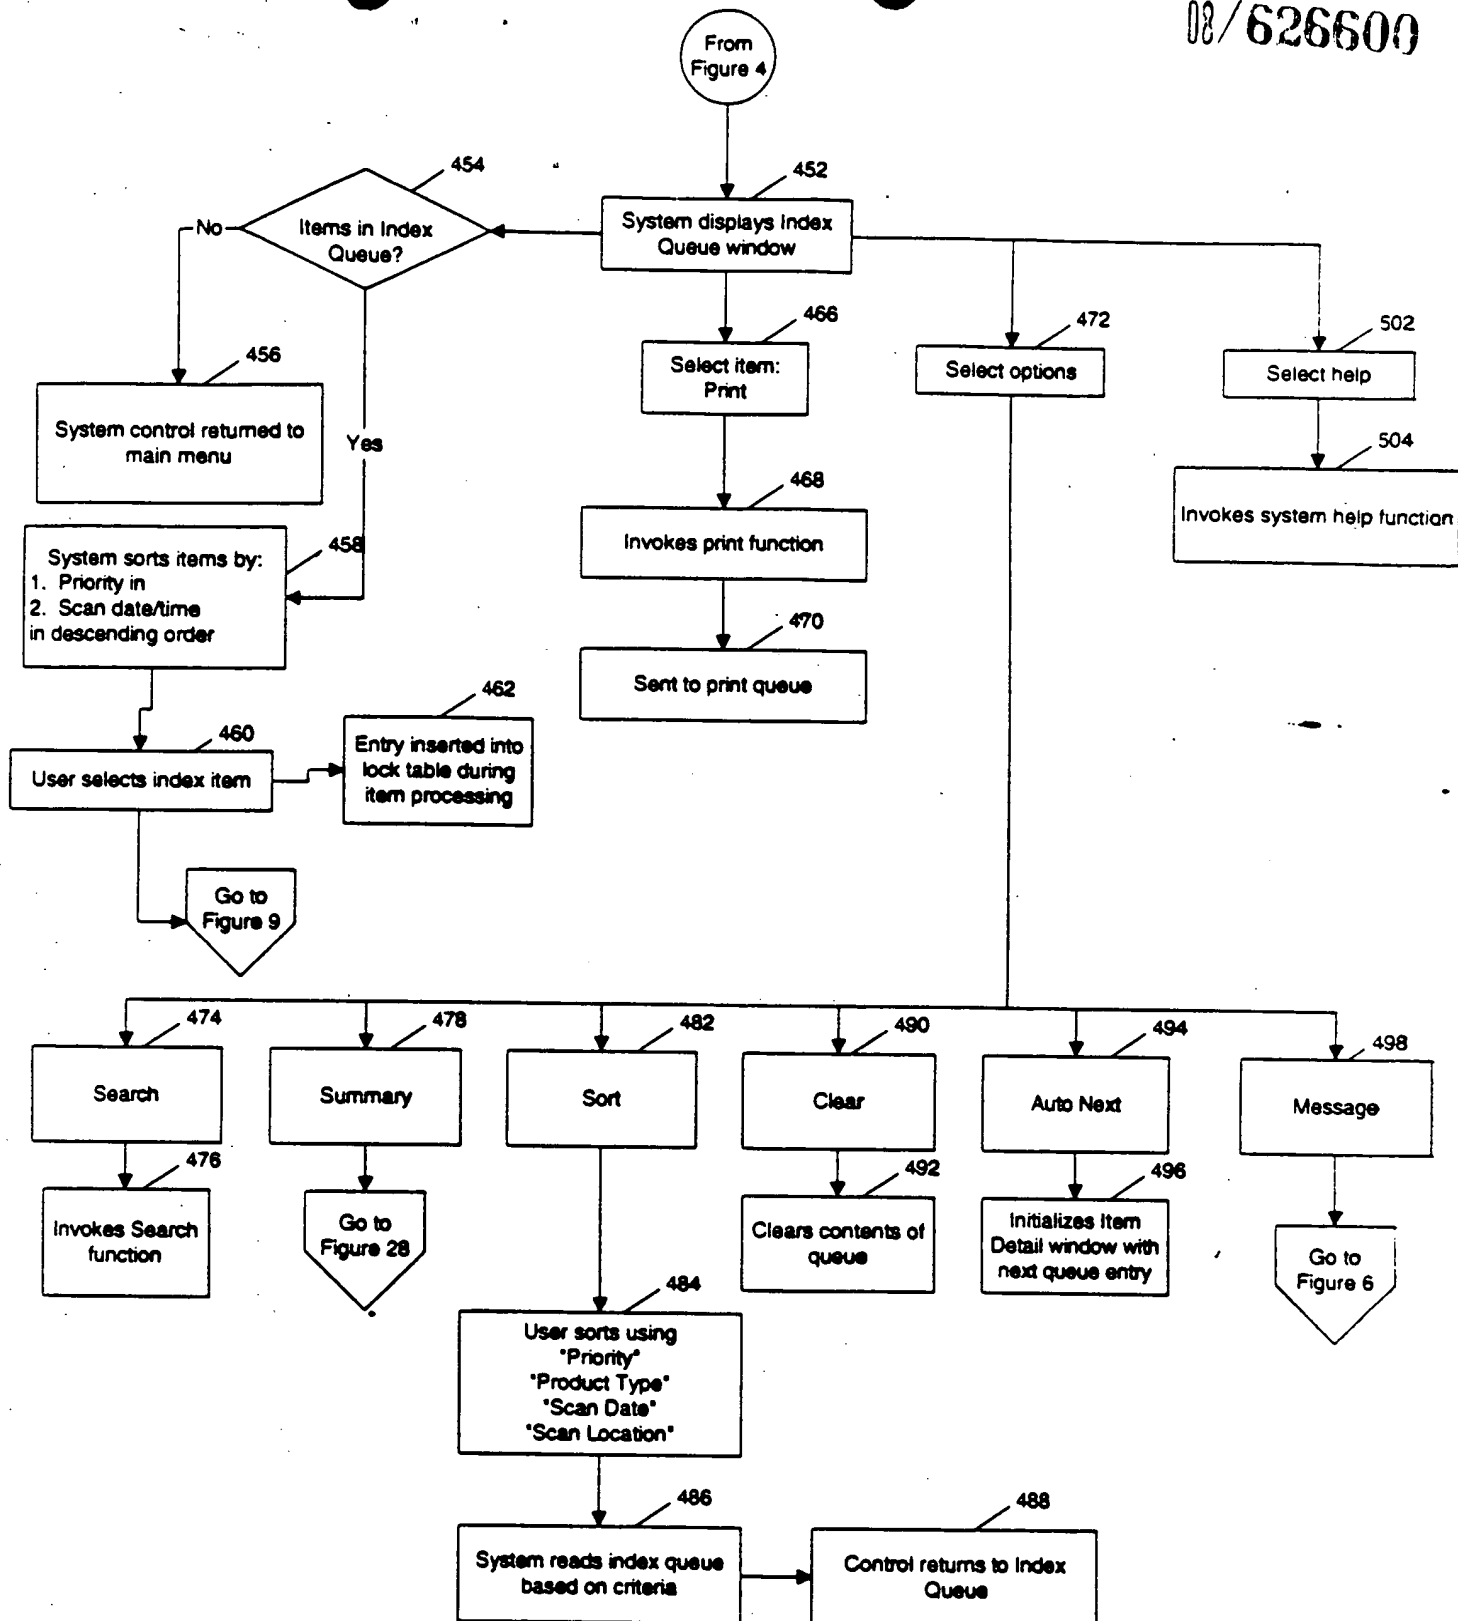 08/626600
From
Figure 4
454
452
No
Items in Index
Queue?
System displays Index
Queue window
466
472
502
456
Select item:
Print
Select options
Select help
System control returned to
main menu
Yes
504
468
Invokes system help function
458
Invokes print function
System sorts items by:
1. Priority in
2. Scan date/time
in descending order
470
Sent to print queue
462
460
Entry inserted into
lock table during
item processing
User selects index item
Go to
Figure 9
474
478
482
490
494
498
Search
Summary
Sort
Clear
Auto Next
Message
476
492
496
Invokes Search
function
Go to
Figure 28
Clears contents of
queue
Initializes Item
Detail window with
next queue entry
Go to
Figure 6
484
User sorts using
"Priority"
"Product Type"
"Scan Date"
"Scan Location"
486
488
System reads index queue
based on criteria
Control returns to Index
Queue